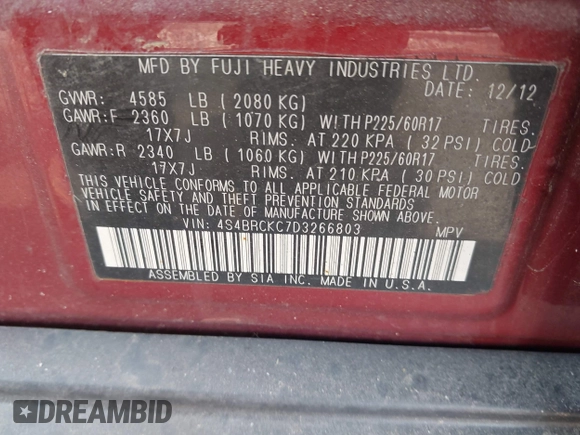 MFD BY FUJI HEAVY INDUSTRIES LTD.
DATE: 12/12
GVWR: 4585 LB ( 2080 KG)
GAWR:F 2360 LB ( 1070 KG) WITH P225/60R17 TIRES.
17X7J RIMS. AT 220 KPA ( 32 PSI) COLD
GAWR:R 2340 LB ( 1060 KG) WITH P225/60R17 TIRES.
17X7J RIMS. AT 210 KPA ( 30 PSI) COLD
THIS VEHICLE CONFORMS TO ALL APPLICABLE FEDERAL MOTOR
VEHICLE SAFETY AND THEFT PREVENTION STANDARDS
IN EFFECT ON THE DATE OF MANUFACTURE SHOWN ABOVE.
VIN: 4S4BRCKC7D3266803 MPV
ASSEMBLED BY SIA INC. MADE IN U.S.A.
DREAMBID